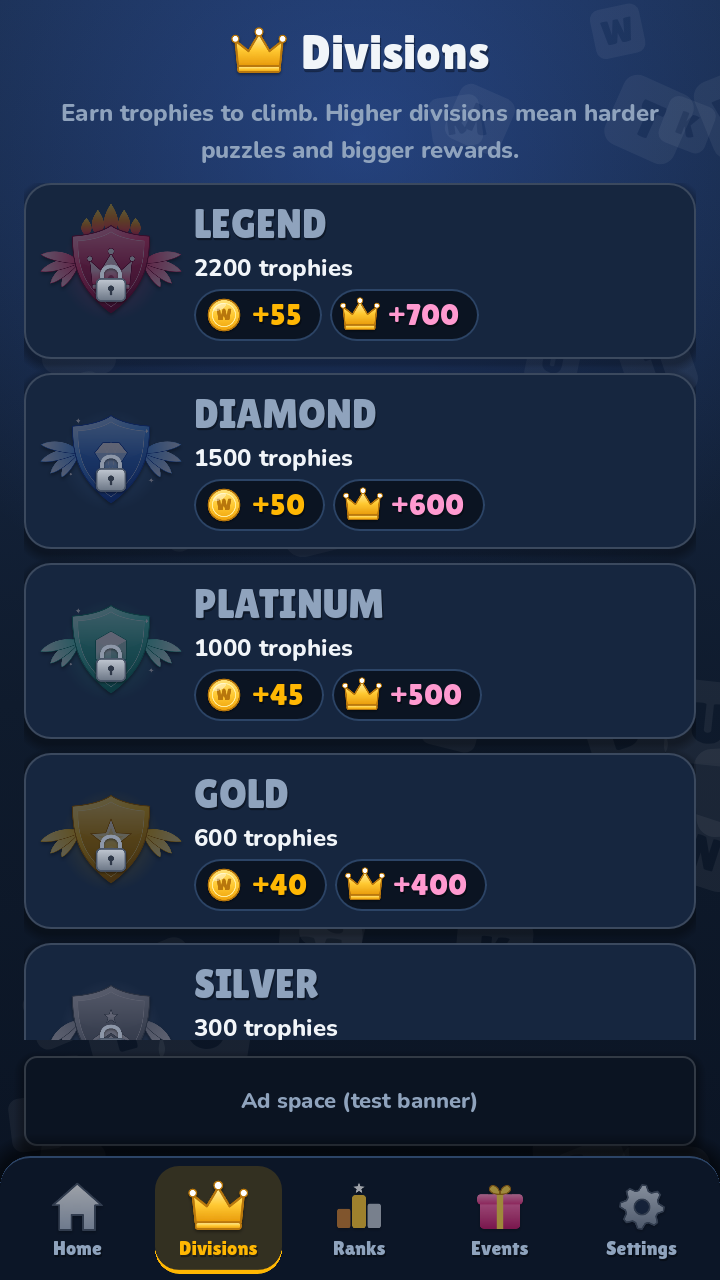 Divisions
Earn trophies to climb. Higher divisions mean harder
puzzles and bigger rewards.
LEGEND
2200 trophies
+55 +700
DIAMOND
1500 trophies
+50 +600
PLATINUM
1000 trophies
+45 +500
GOLD
600 trophies
+40 +400
SILVER
300 trophies
Ad space (test banner)
Home Divisions Ranks Events Settings